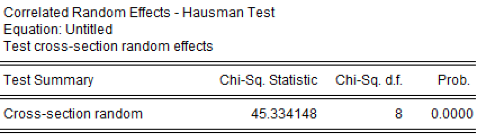 Correlated Random Effects - Hausman Test
Equation: Untitled
Test cross-section random effects
Test Summary Chi-Sq. Statistic Chi-Sq. d.f. Prob.
Cross-section random 45.334148 8 0.0000